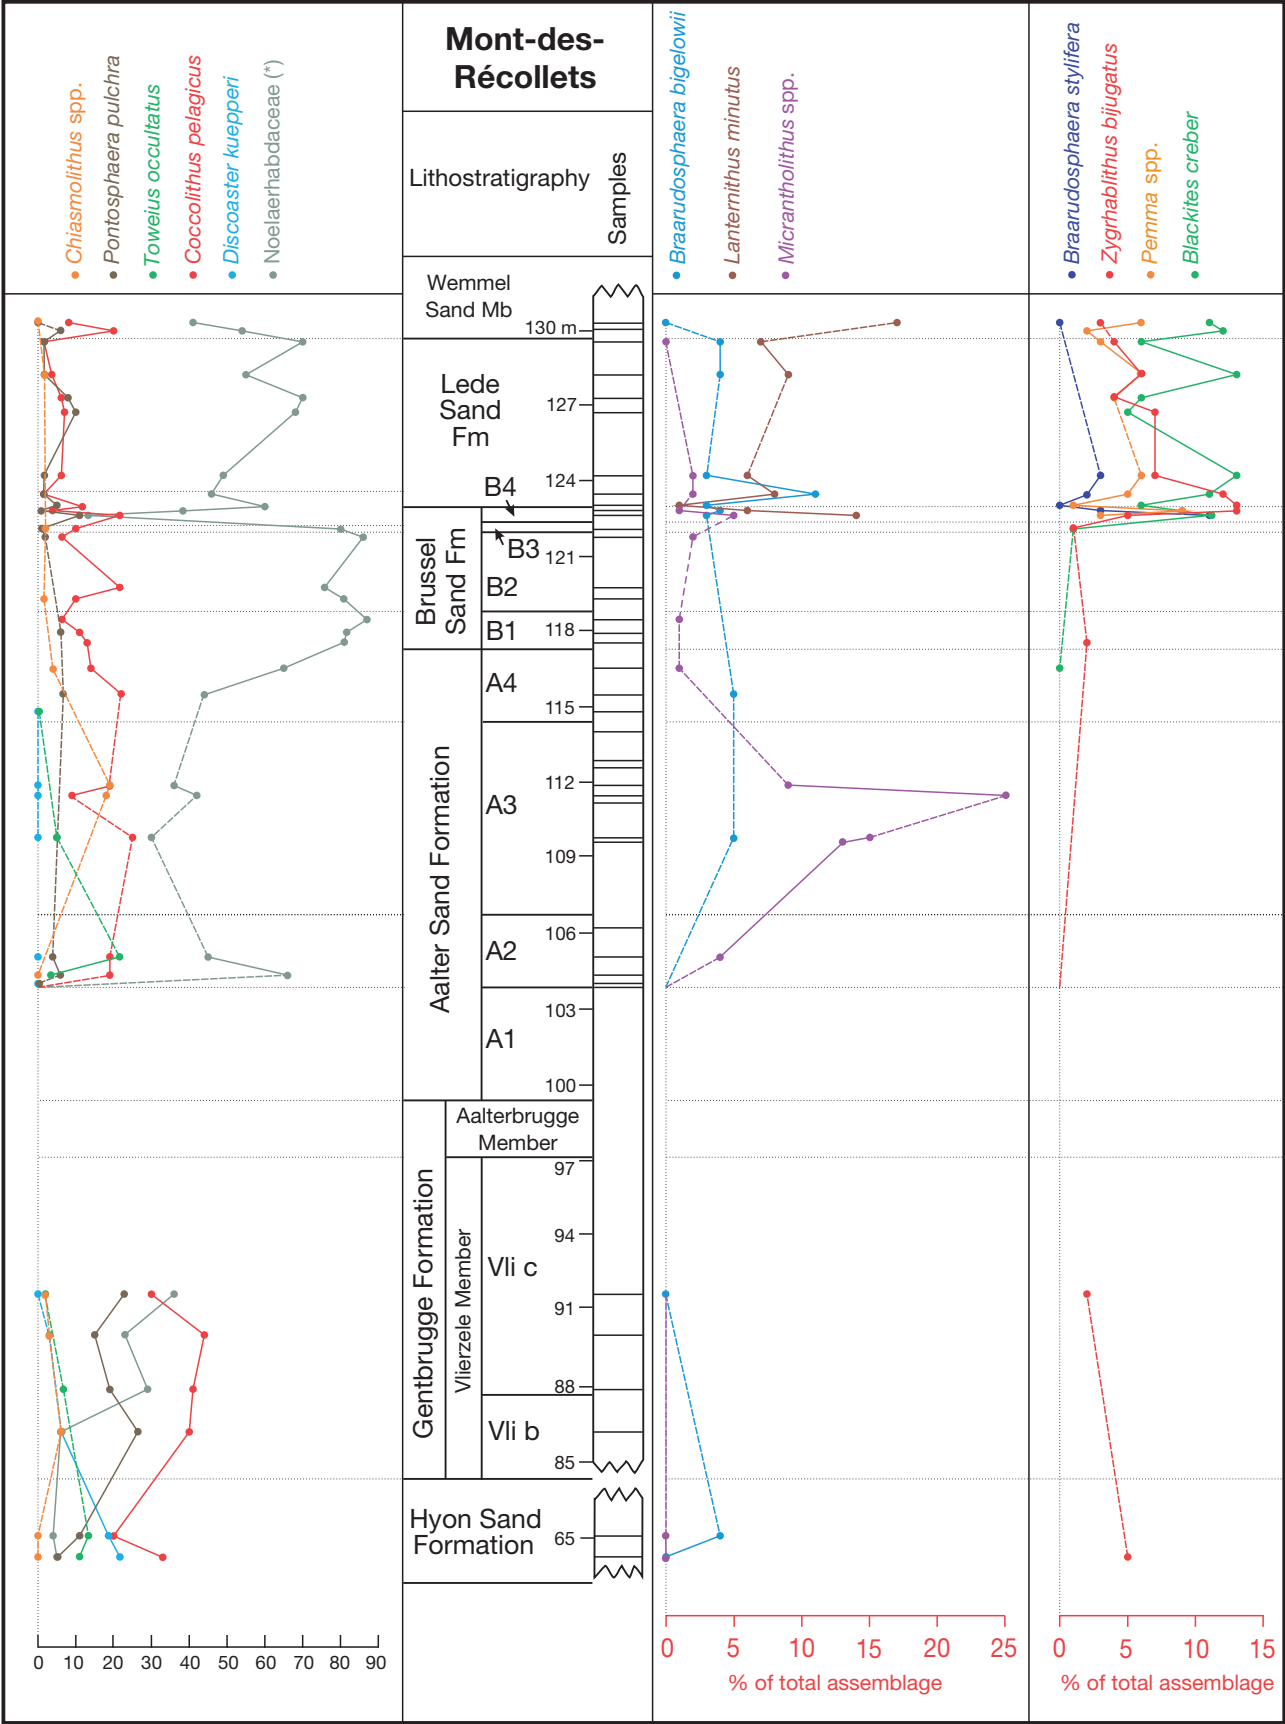 Chiasmolithus spp.
Pontosphaera pulchra
Toweius occultatus
Coccolithus pelagicus
Discoaster kuepperi
Noelaerhabdaceae (*)
Mont-des-
Récollets
Lithostratigraphy
Samples
Braarudosphaera bigelowii
Lanternithus minutus
Micrantholithus spp.
Braarudosphaera stylifera
Zygrhablithus bijugatus
Pemma spp.
Blackites creber
Wemmel
Sand Mb
130 m
Lede
Sand
Fm
127
124
B4
Brussel
Sand Fm
B3
121
B2
B1
118
Aalter Sand Formation
A4
115
112
A3
109
106
A2
103
A1
100
Gentbrugge Formation
Aalterbrugge
Member
97
Vlierzele Member
94
Vli c
91
88
Vli b
85
Hyon Sand
Formation
65
0 10 20 30 40 50 60 70 80 90
0 5 10 15 20 25
% of total assemblage
0 5 10 15
% of total assemblage